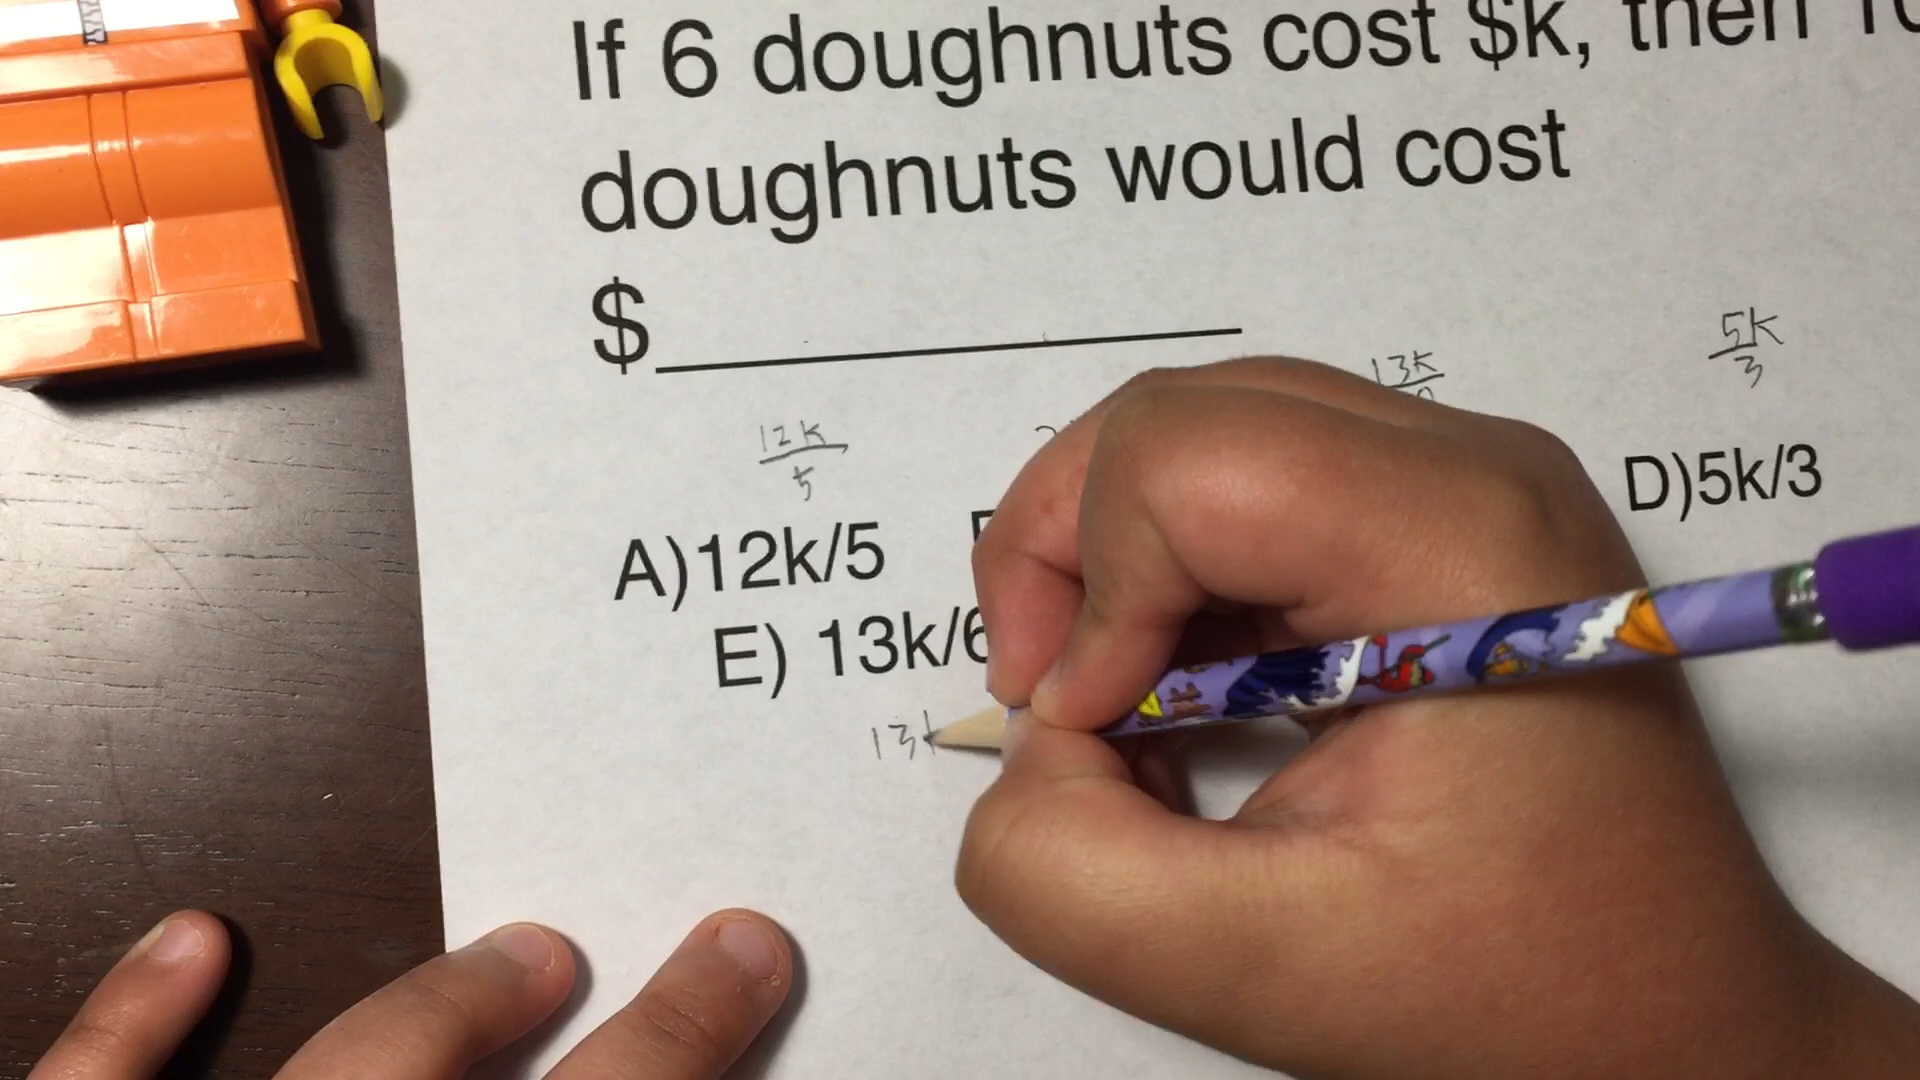 If 6 doughnuts cost $k, then 10
doughnuts would cost
$
5k
3
13k
12k
5
D)5k/3
A)12k/5
E) 13k/6
13k